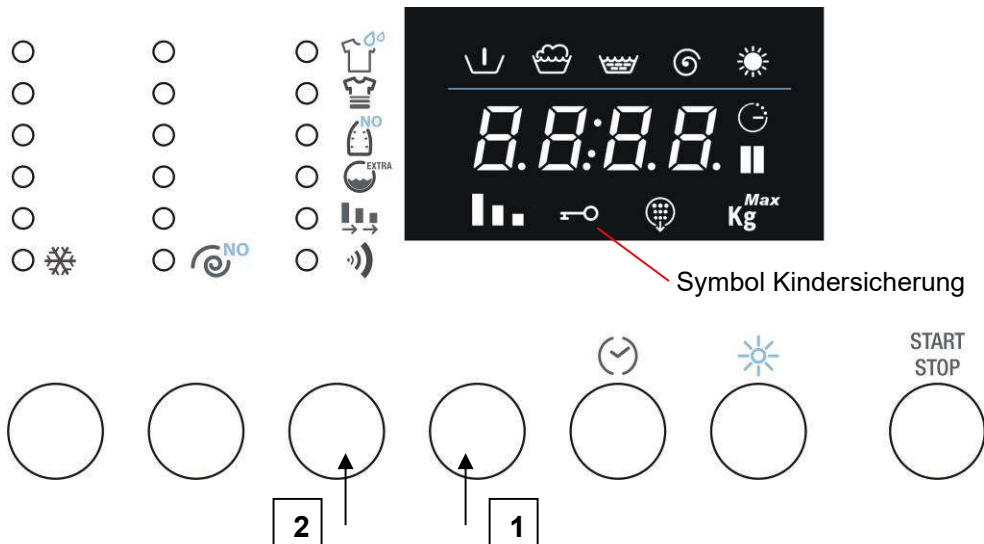 NO
EXTRA
NO
8.8:8.8.
Max
Kg
Symbol Kindersicherung
START
STOP
2
1